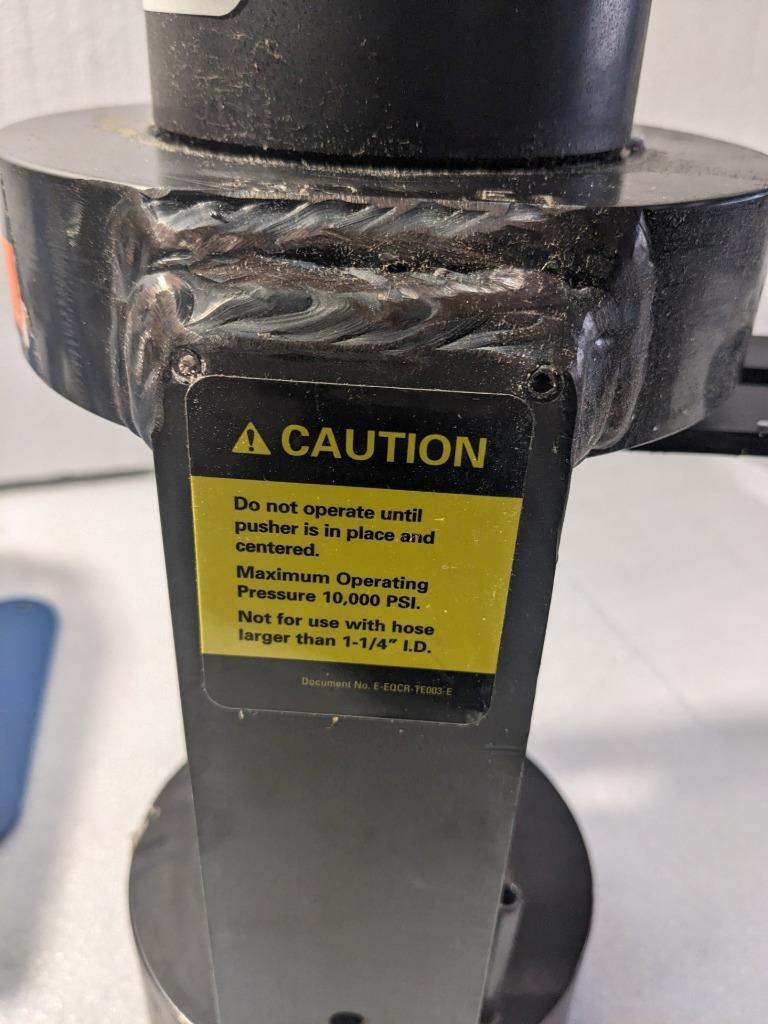 CAUTION
Do not operate until
pusher is in place and
centered.
Maximum Operating
Pressure 10,000 PSI.
Not for use with hose
larger than 1-1/4" I.D.
Document No. E-EQCR-TE003-E